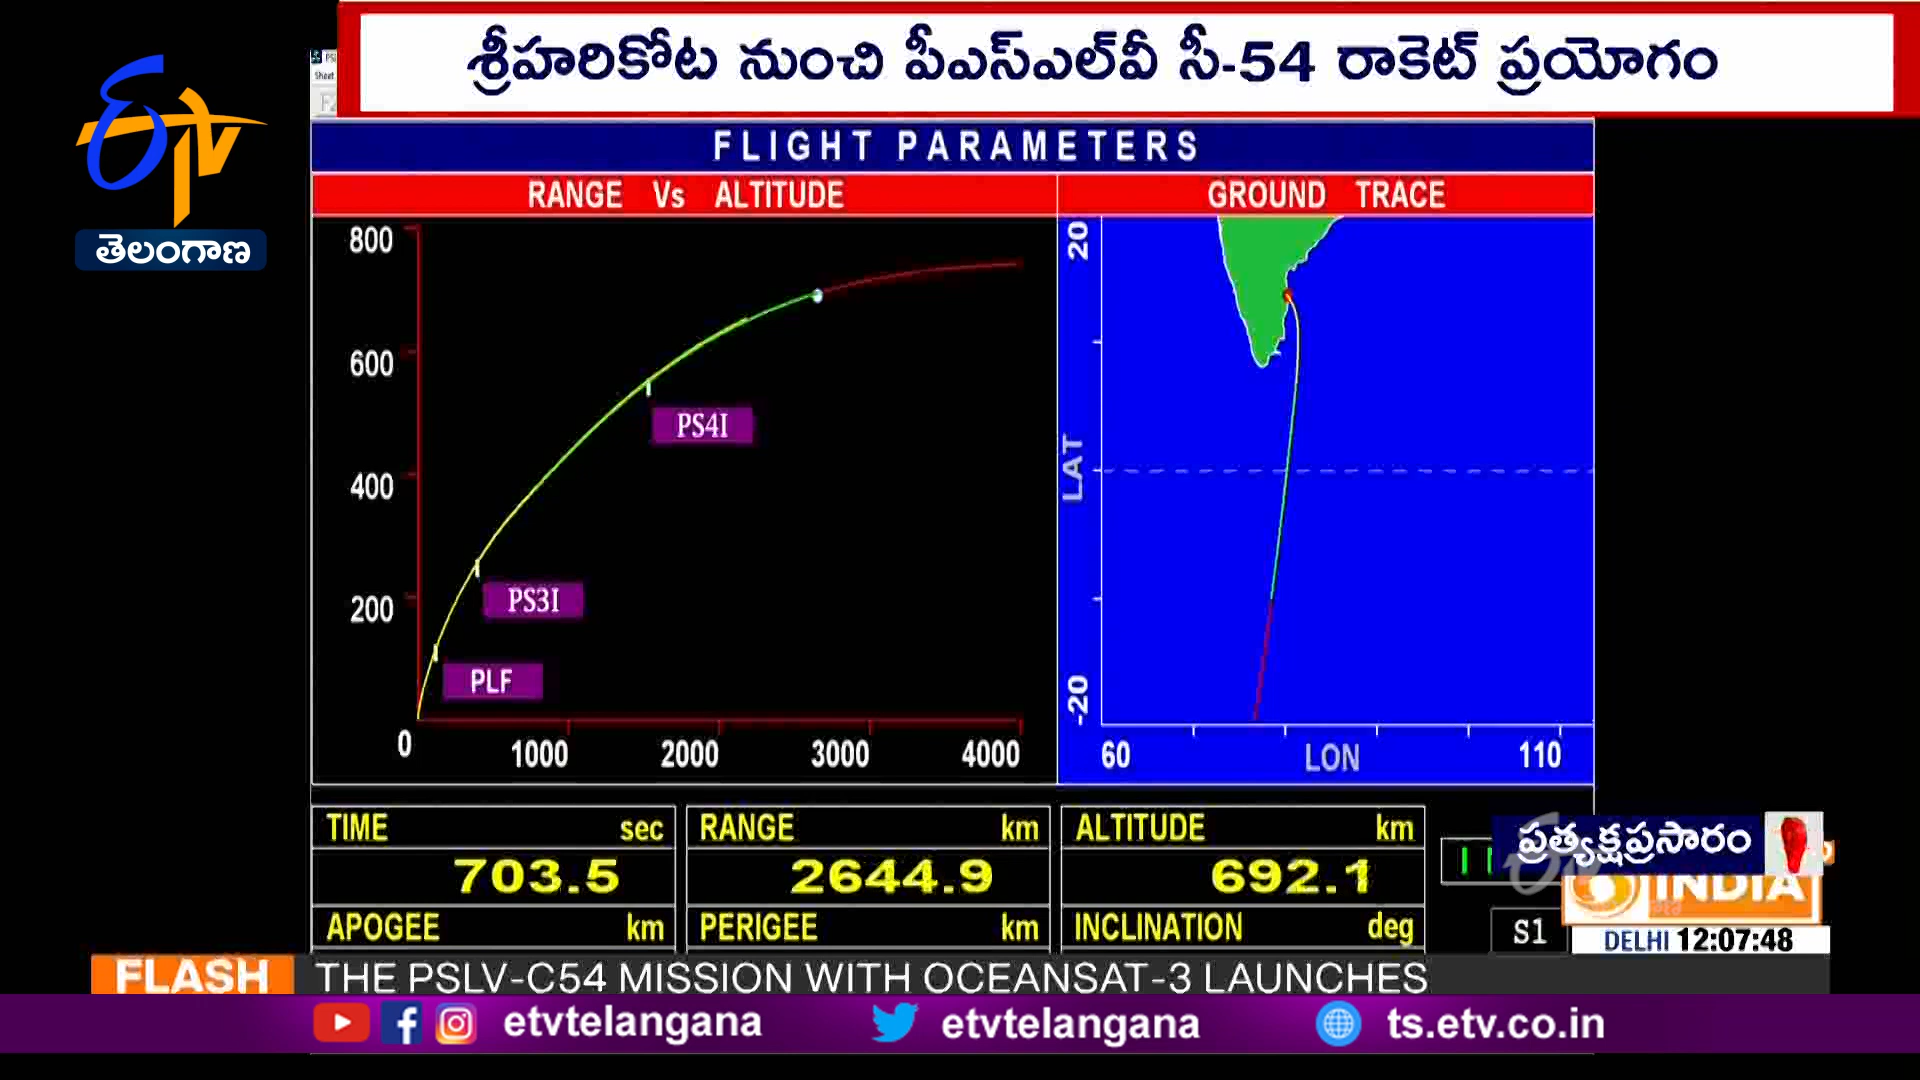 శ్రీహరికోట నుంచి పీఎస్ఎల్‌వీ సీ-54 రాకెట్ ప్రయోగం
ETV
తెలంగాణ
Sheet
FLIGHT PARAMETERS
RANGE Vs ALTITUDE
GROUND TRACE
800
600
400
200
0
1000
2000
3000
4000
PS4I
PS3I
PLF
20
LAT
-20
60
LON
110
TIME sec
703.5
RANGE km
2644.9
ALTITUDE km
692.1
APOGEE km
PERIGEE km
INCLINATION deg
ప్రత్యక్షప్రసారం
INDIA
S1
DELHI 12:07:48
FLASH THE PSLV-C54 MISSION WITH OCEANSAT-3 LAUNCHES
etvtelangana
etvtelangana
ts.etv.co.in